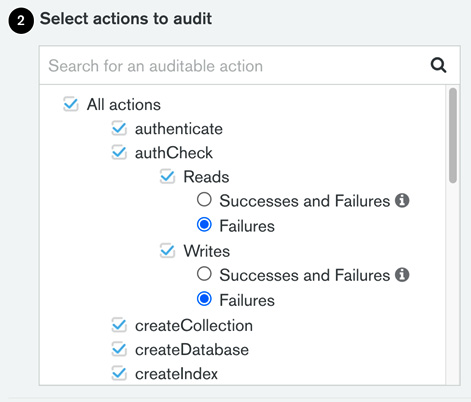 2 Select actions to audit
Search for an auditable action
All actions
authenticate
authCheck
Reads
Successes and Failures
Failures
Writes
Successes and Failures
Failures
createCollection
createDatabase
createIndex